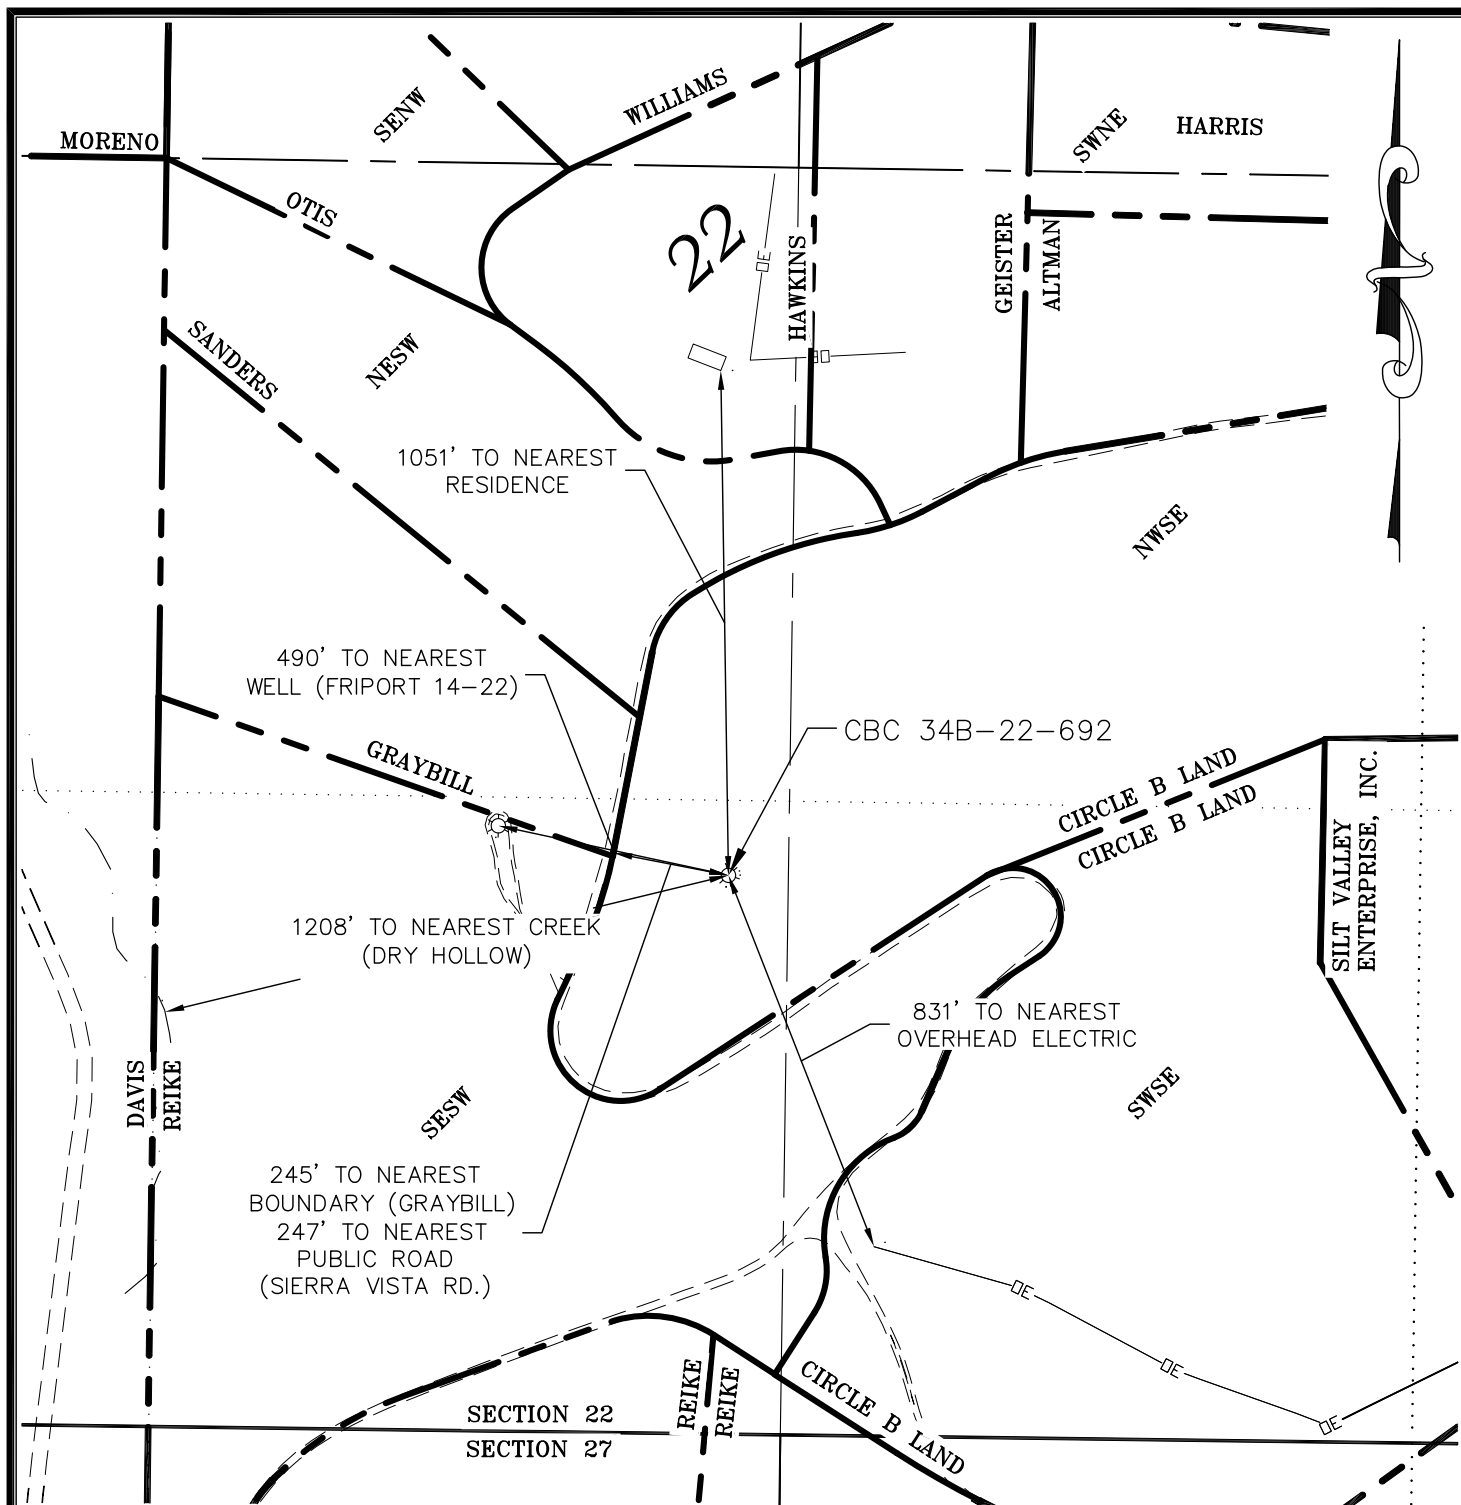 MORENO
SENW
WILLIAMS
SWNE
HARRIS
OTIS
22
HAWKINS
GEISTER
ALTMAN
SANDERS
NESW
1051' TO NEAREST
RESIDENCE
NWSE
490' TO NEAREST
WELL (FRIPORT 14-22)
CBC 34B-22-692
GRAYBILL
CIRCLE B LAND
CIRCLE B LAND
SILT VALLEY
ENTERPRISE, INC.
1208' TO NEAREST CREEK
(DRY HOLLOW)
831' TO NEAREST
OVERHEAD ELECTRIC
DAVIS
REIKE
SESW
SWSE
245' TO NEAREST
BOUNDARY (GRAYBILL)
247' TO NEAREST
PUBLIC ROAD
(SIERRA VISTA RD.)
REIKE
REIKE
CIRCLE B LAND
SECTION 22
SECTION 27